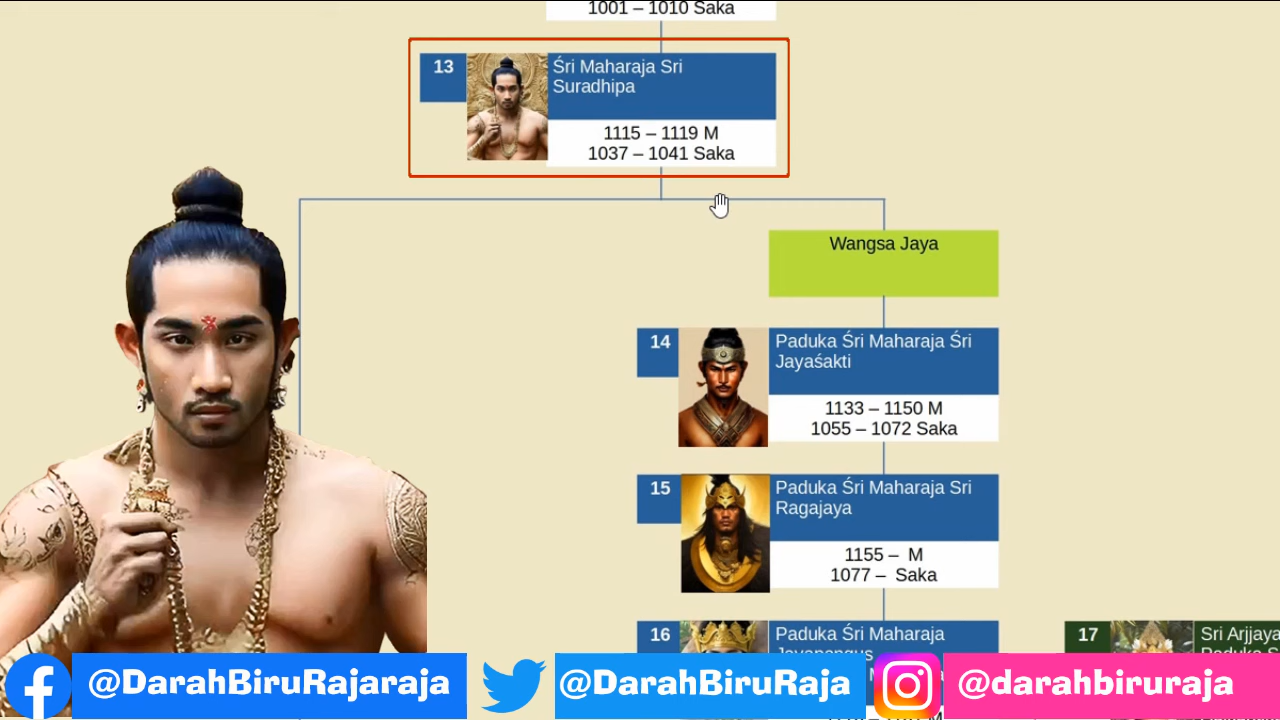 1001 – 1010 Saka
13
Śri Maharaja Sri
Suradhipa
1115 – 1119 M
1037 – 1041 Saka
Wangsa Jaya
14
Paduka Śri Maharaja Śri
Jayaśakti
1133 – 1150 M
1055 – 1072 Saka
15
Paduka Śri Maharaja Sri
Ragajaya
1155 – M
1077 – Saka
16
Paduka Śri Maharaja
17
Sri Arjjaya
@DarahBiruRajaraja
@DarahBiruRaja
@darahbiruraja